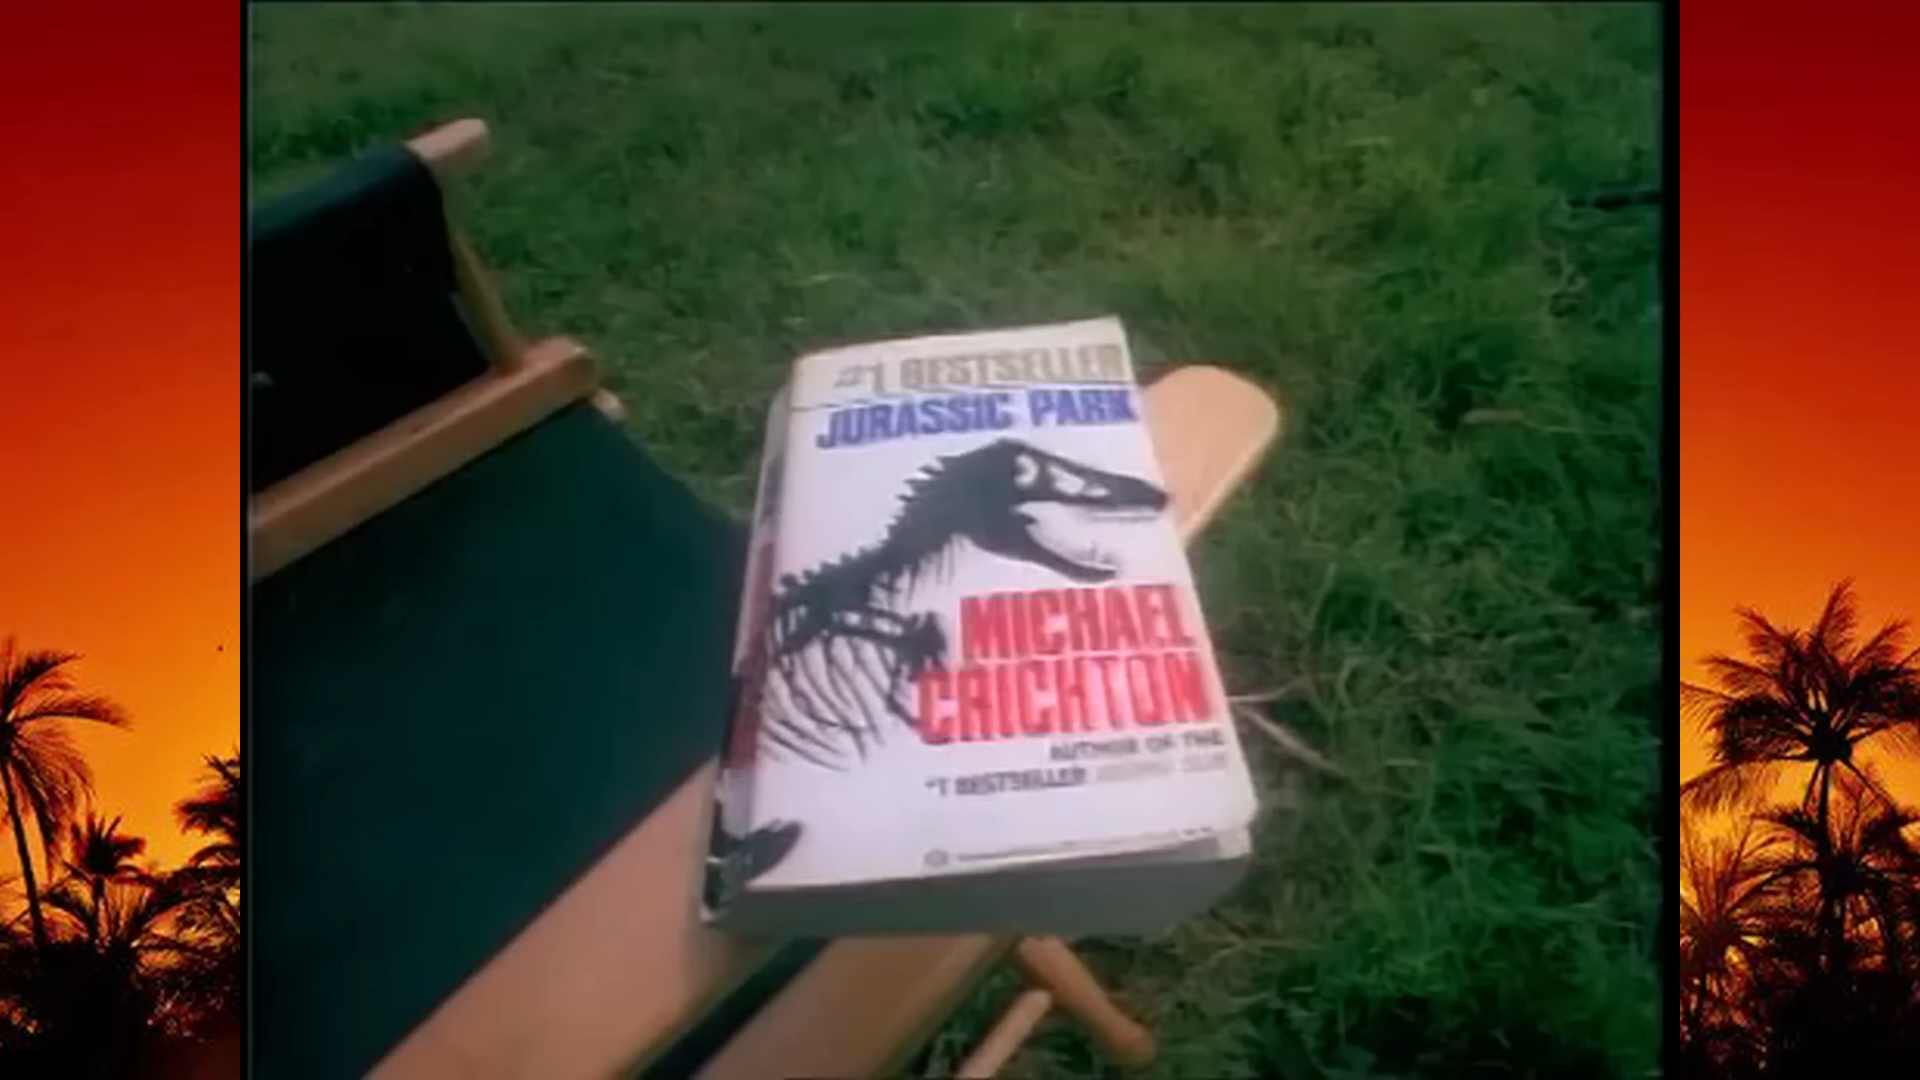 #1 BESTSELLER
JURASSIC PARK
MICHAEL
CRICHTON
AUTHOR OF THE
#1 BESTSELLER